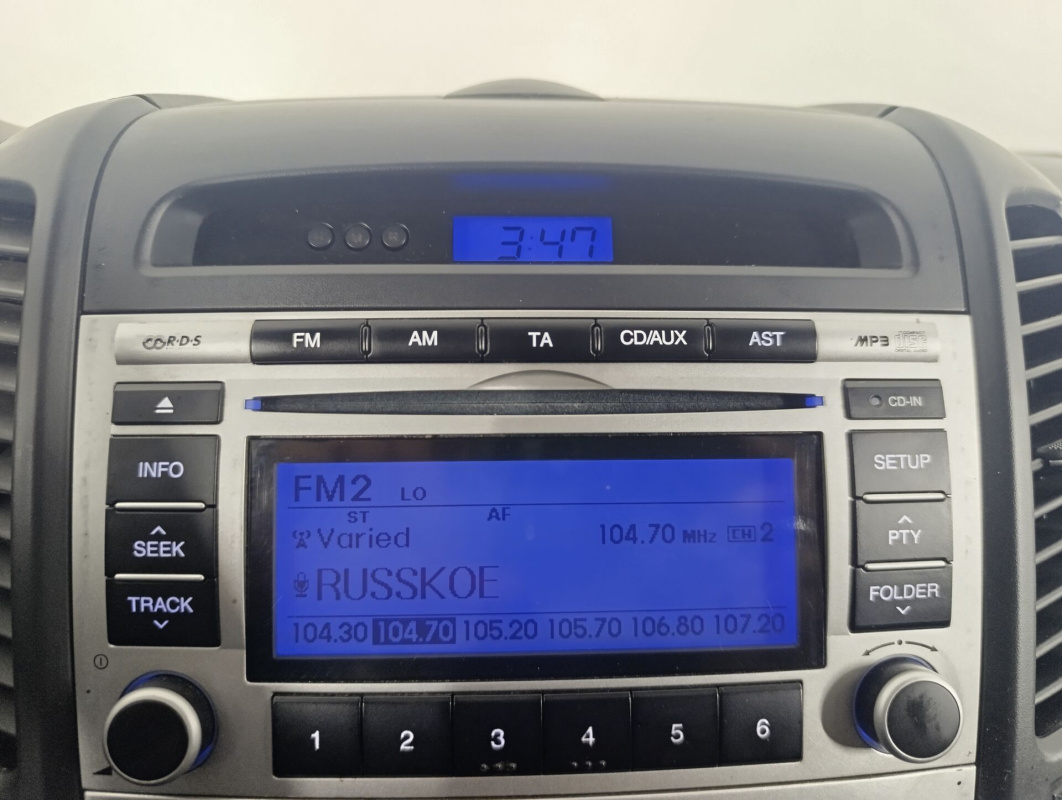 3:47
R·D·S FM AM TA CD/AUX AST MP3
CD-IN
INFO
SEEK
TRACK
FM2 LO
ST AF
Varied 104.70 MHz CH 2
RUSSKOE
104.30 104.70 105.20 105.70 106.80 107.20
SETUP
PTY
FOLDER
1 2 3 4 5 6